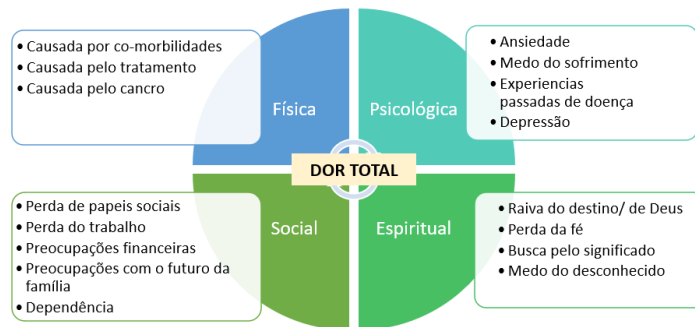 • Causada por co-morbilidades
• Causada pelo tratamento
• Causada pelo cancro
Física
Psicológica
• Ansiedade
• Medo do sofrimento
• Experiencias
passadas de doença
• Depressão
DOR TOTAL
• Perda de papeis sociais
• Perda do trabalho
• Preocupações financeiras
• Preocupações com o futuro da
família
• Dependência
Social
Espiritual
• Raiva do destino/ de Deus
• Perda da fé
• Busca pelo significado
• Medo do desconhecido